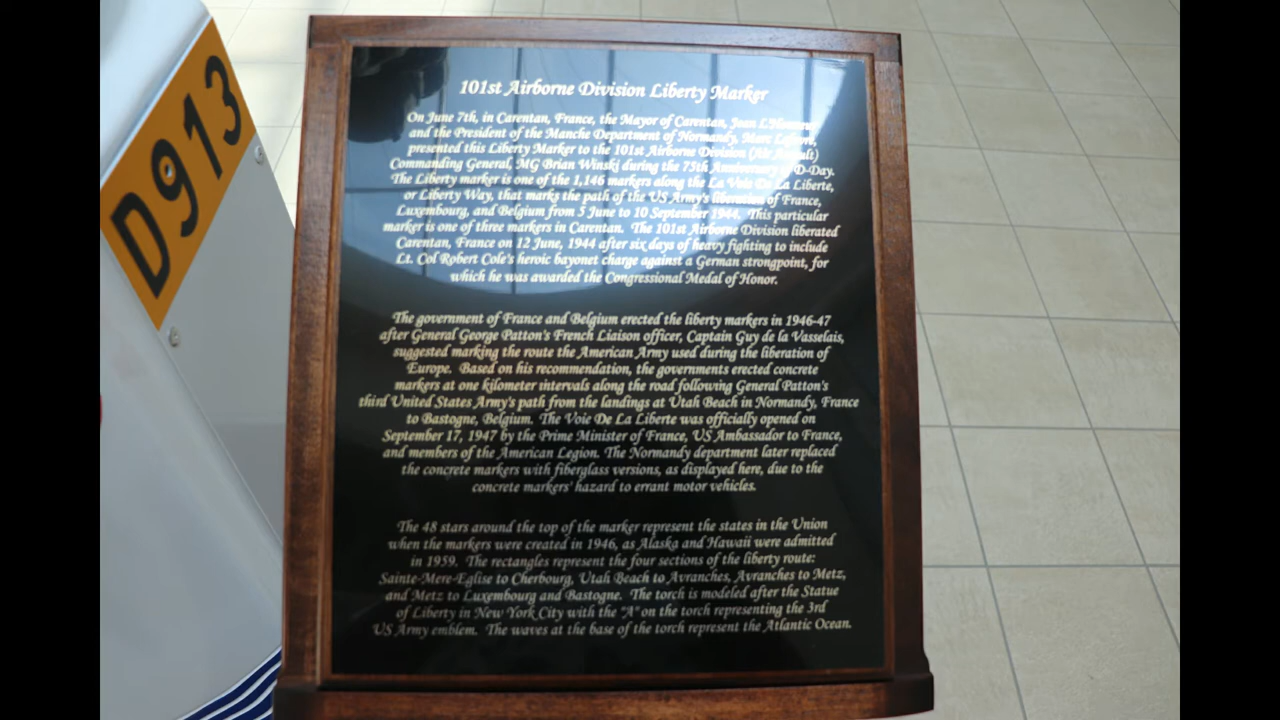 D913
101st Airborne Division Liberty Marker
On June 7th, in Carentan, France, the Mayor of Carentan, Jean
and the President of the Manche Department of Normandy, Marc
presented this Liberty Marker to the 101st Airborne Division (Air Assault)
Commanding General, MG Brian Winski during the 75th Anniversary of D-Day.
The Liberty marker is one of the 1,146 markers along the La Voie De La Liberte,
or Liberty Way, that marks the path of the US Army's liberation of France,
Luxembourg, and Belgium from 5 June to 10 September 1944. This particular
marker is one of three markers in Carentan. The 101st Airborne Division liberated
Carentan, France on 12 June, 1944 after six days of heavy fighting to include
Lt. Col Robert Cole's heroic bayonet charge against a German strongpoint, for
which he was awarded the Congressional Medal of Honor.
The government of France and Belgium erected the liberty markers in 1946-47
after General George Patton's French Liaison officer, Captain Guy de la Vasselais,
suggested marking the route the American Army used during the liberation of
Europe. Based on his recommendation, the governments erected concrete
markers at one kilometer intervals along the road following General Patton's
third United States Army's path from the landings at Utah Beach in Normandy, France
to Bastogne, Belgium. The Voie De La Liberte was officially opened on
September 17, 1947 by the Prime Minister of France, US Ambassador to France,
and members of the American Legion. The Normandy department later replaced
the concrete markers with fiberglass versions, as displayed here, due to the
concrete markers' hazard to errant motor vehicles.
The 48 stars around the top of the marker represent the states in the Union
when the markers were created in 1946, as Alaska and Hawaii were admitted
in 1959. The rectangles represent the four sections of the liberty route:
Sainte-Mere-Eglise to Cherbourg, Utah Beach to Avranches, Avranches to Metz,
and Metz to Luxembourg and Bastogne. The torch is modeled after the Statue
of Liberty in New York City with the "A" on the torch representing the 3rd
US Army emblem. The waves at the base of the torch represent the Atlantic Ocean.